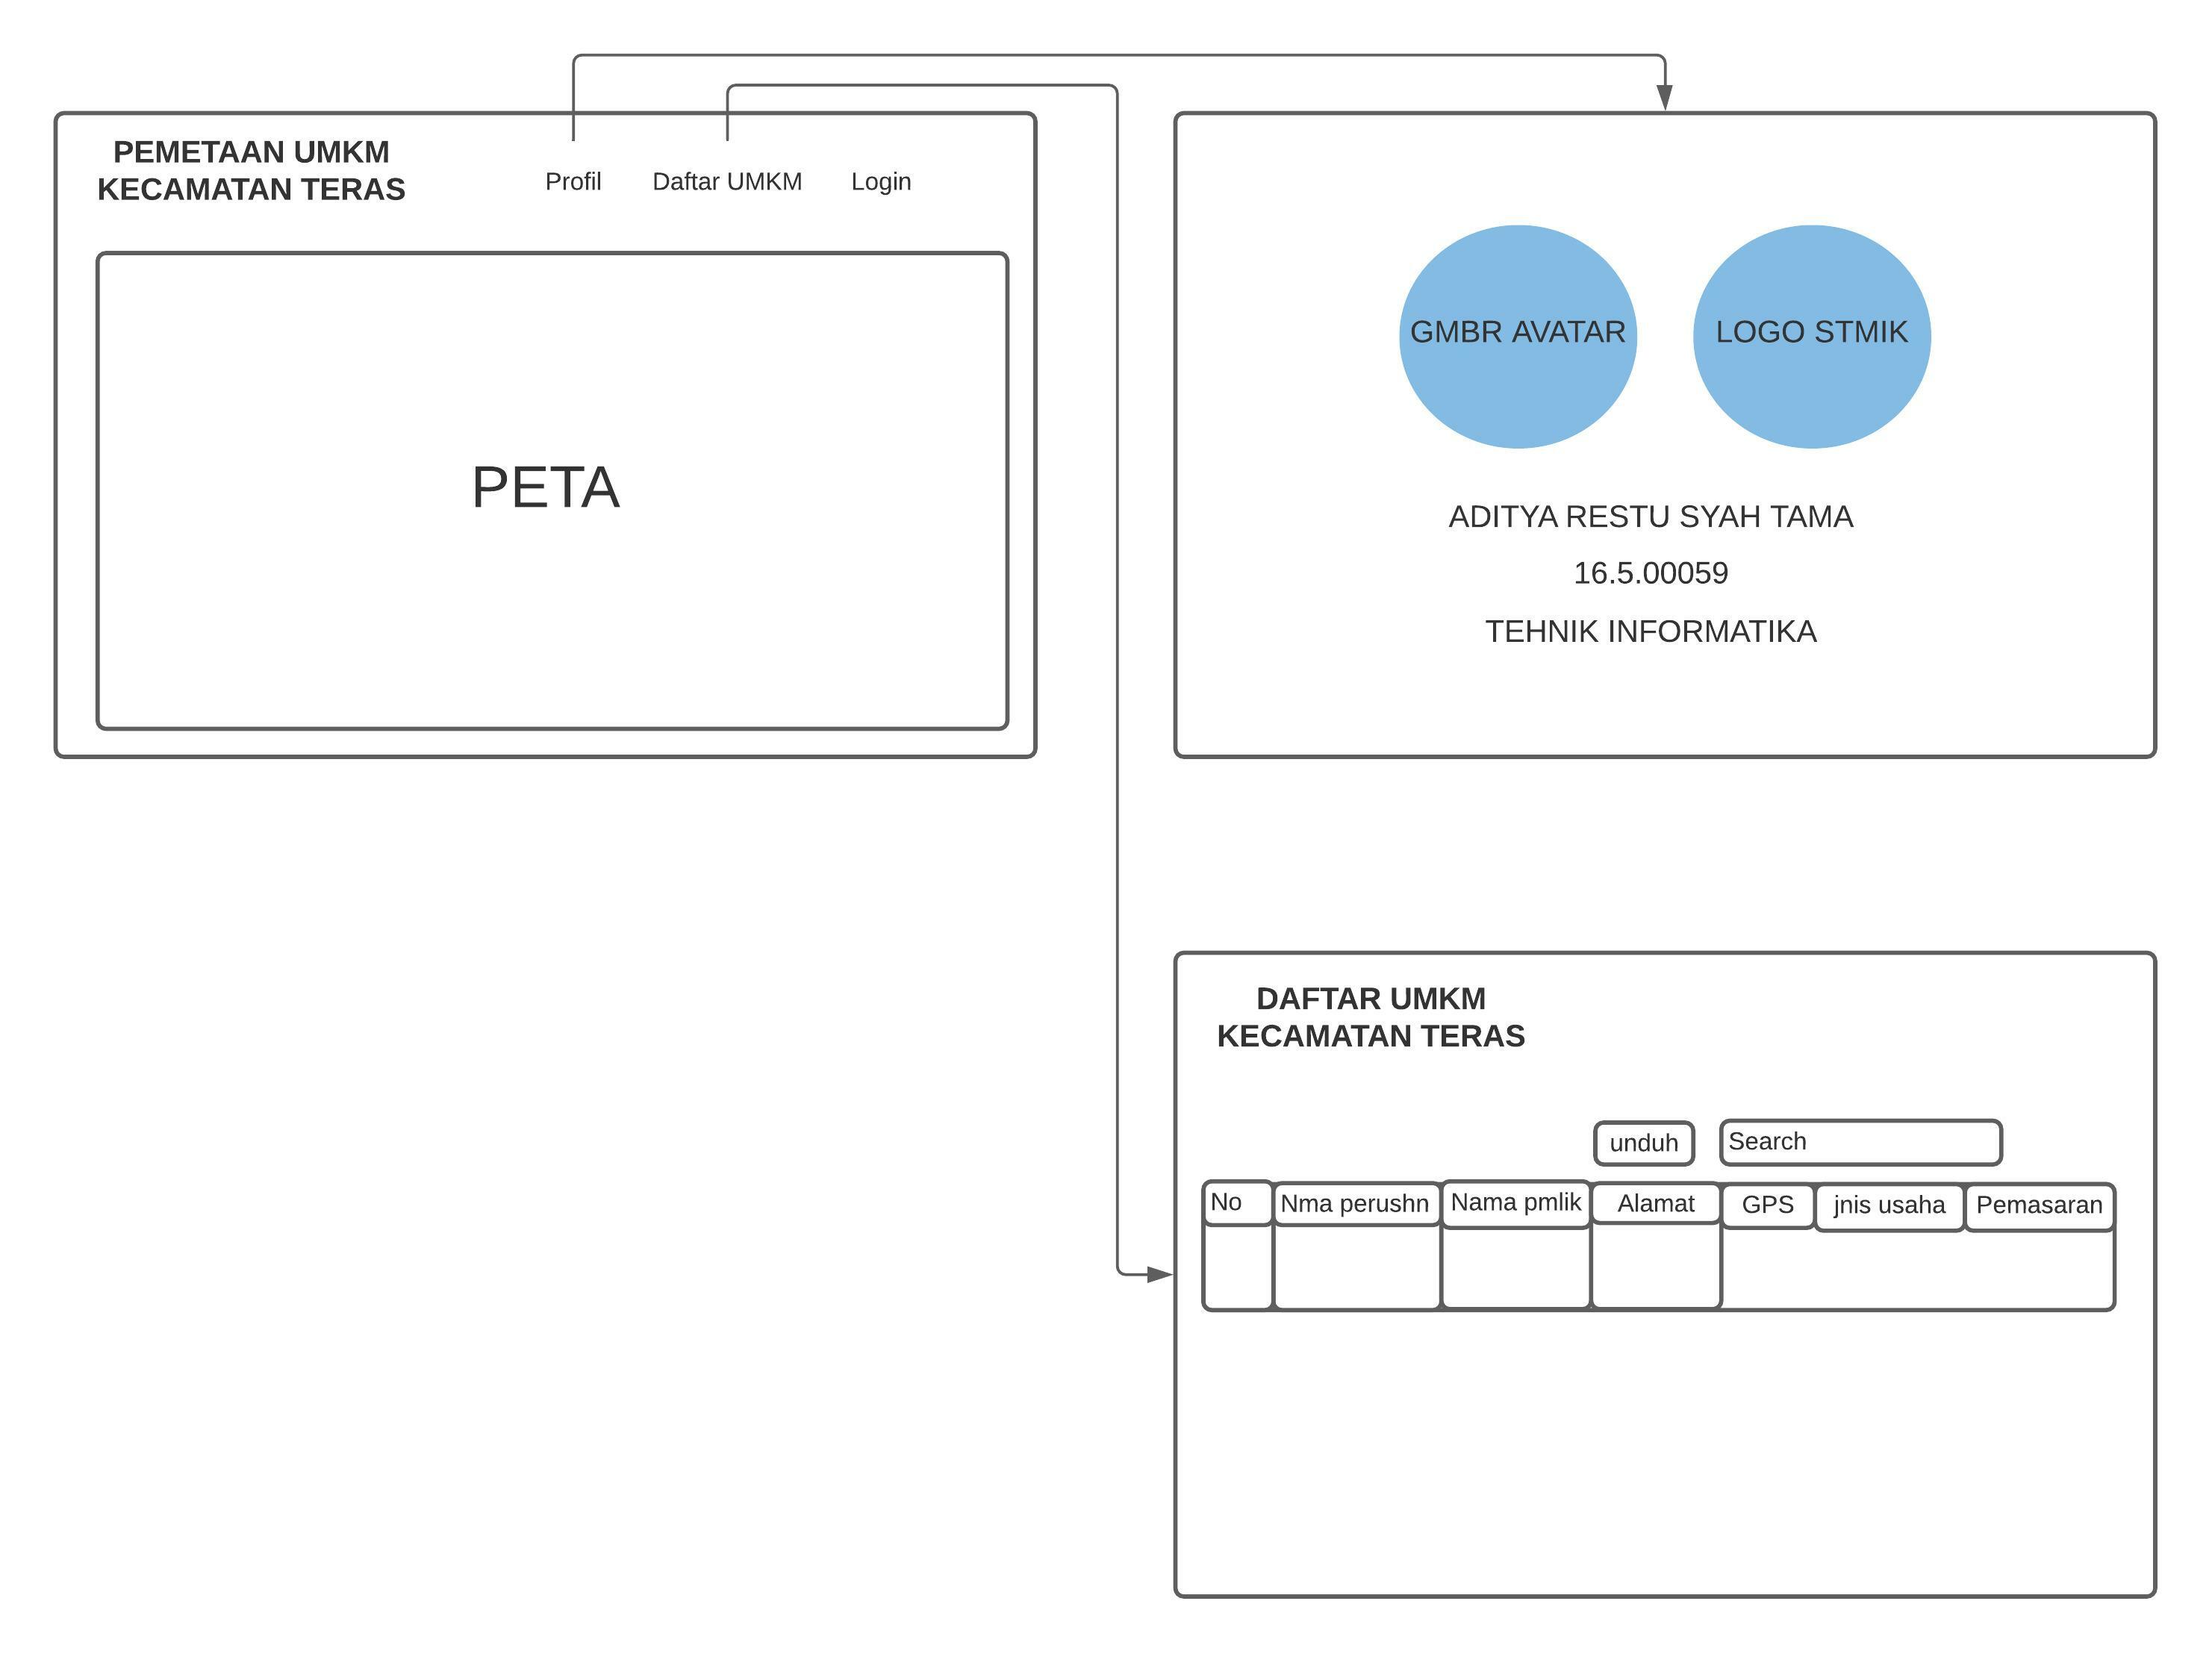 PEMETAAN UMKM
KECAMATAN TERAS
Profil
Daftar UMKM
Login
PETA
GMBR AVATAR
LOGO STMIK
ADITYA RESTU SYAH TAMA
16.5.00059
TEHNIK INFORMATIKA
DAFTAR UMKM
KECAMATAN TERAS
unduh
Search
No
Nma perushn
Nama pmlik
Alamat
GPS
jnis usaha
Pemasaran